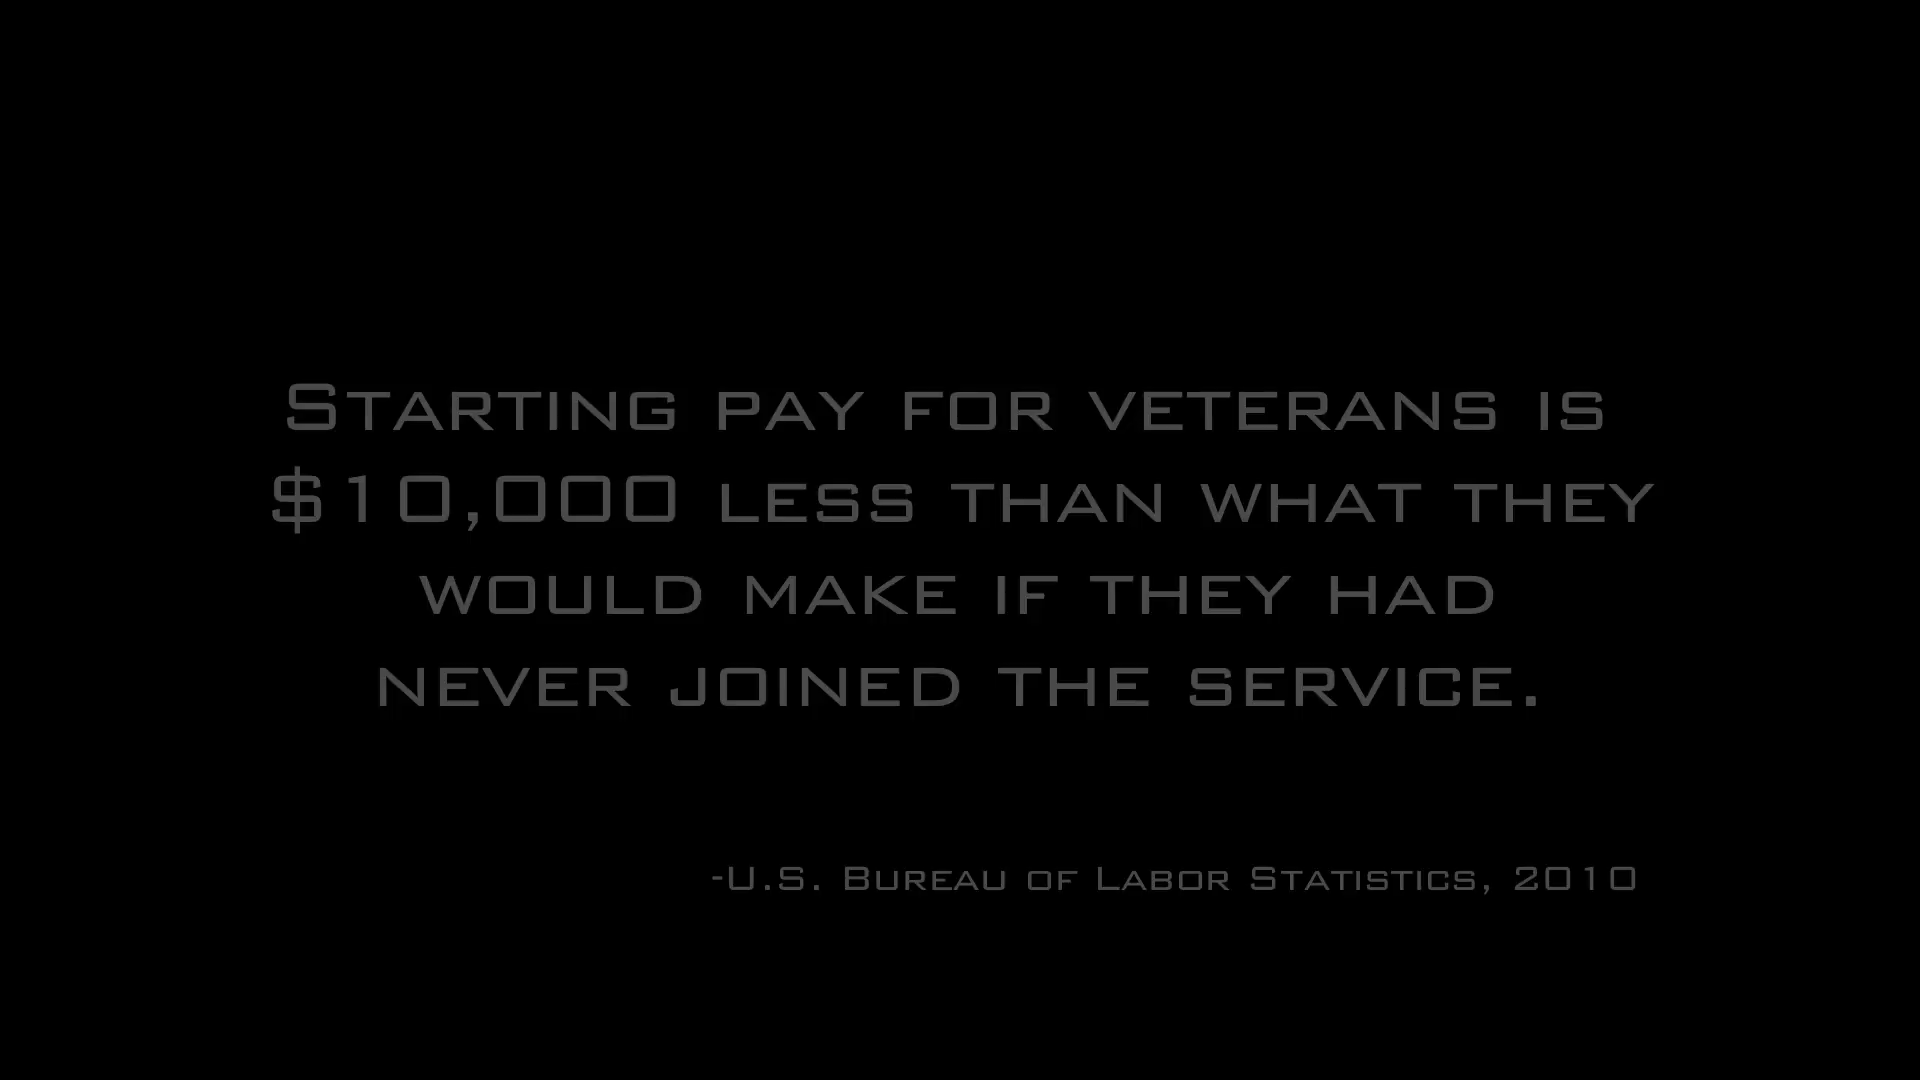 Starting pay for veterans is
$10,000 less than what they
would make if they had
never joined the service.
-U.S. Bureau of Labor Statistics, 2010